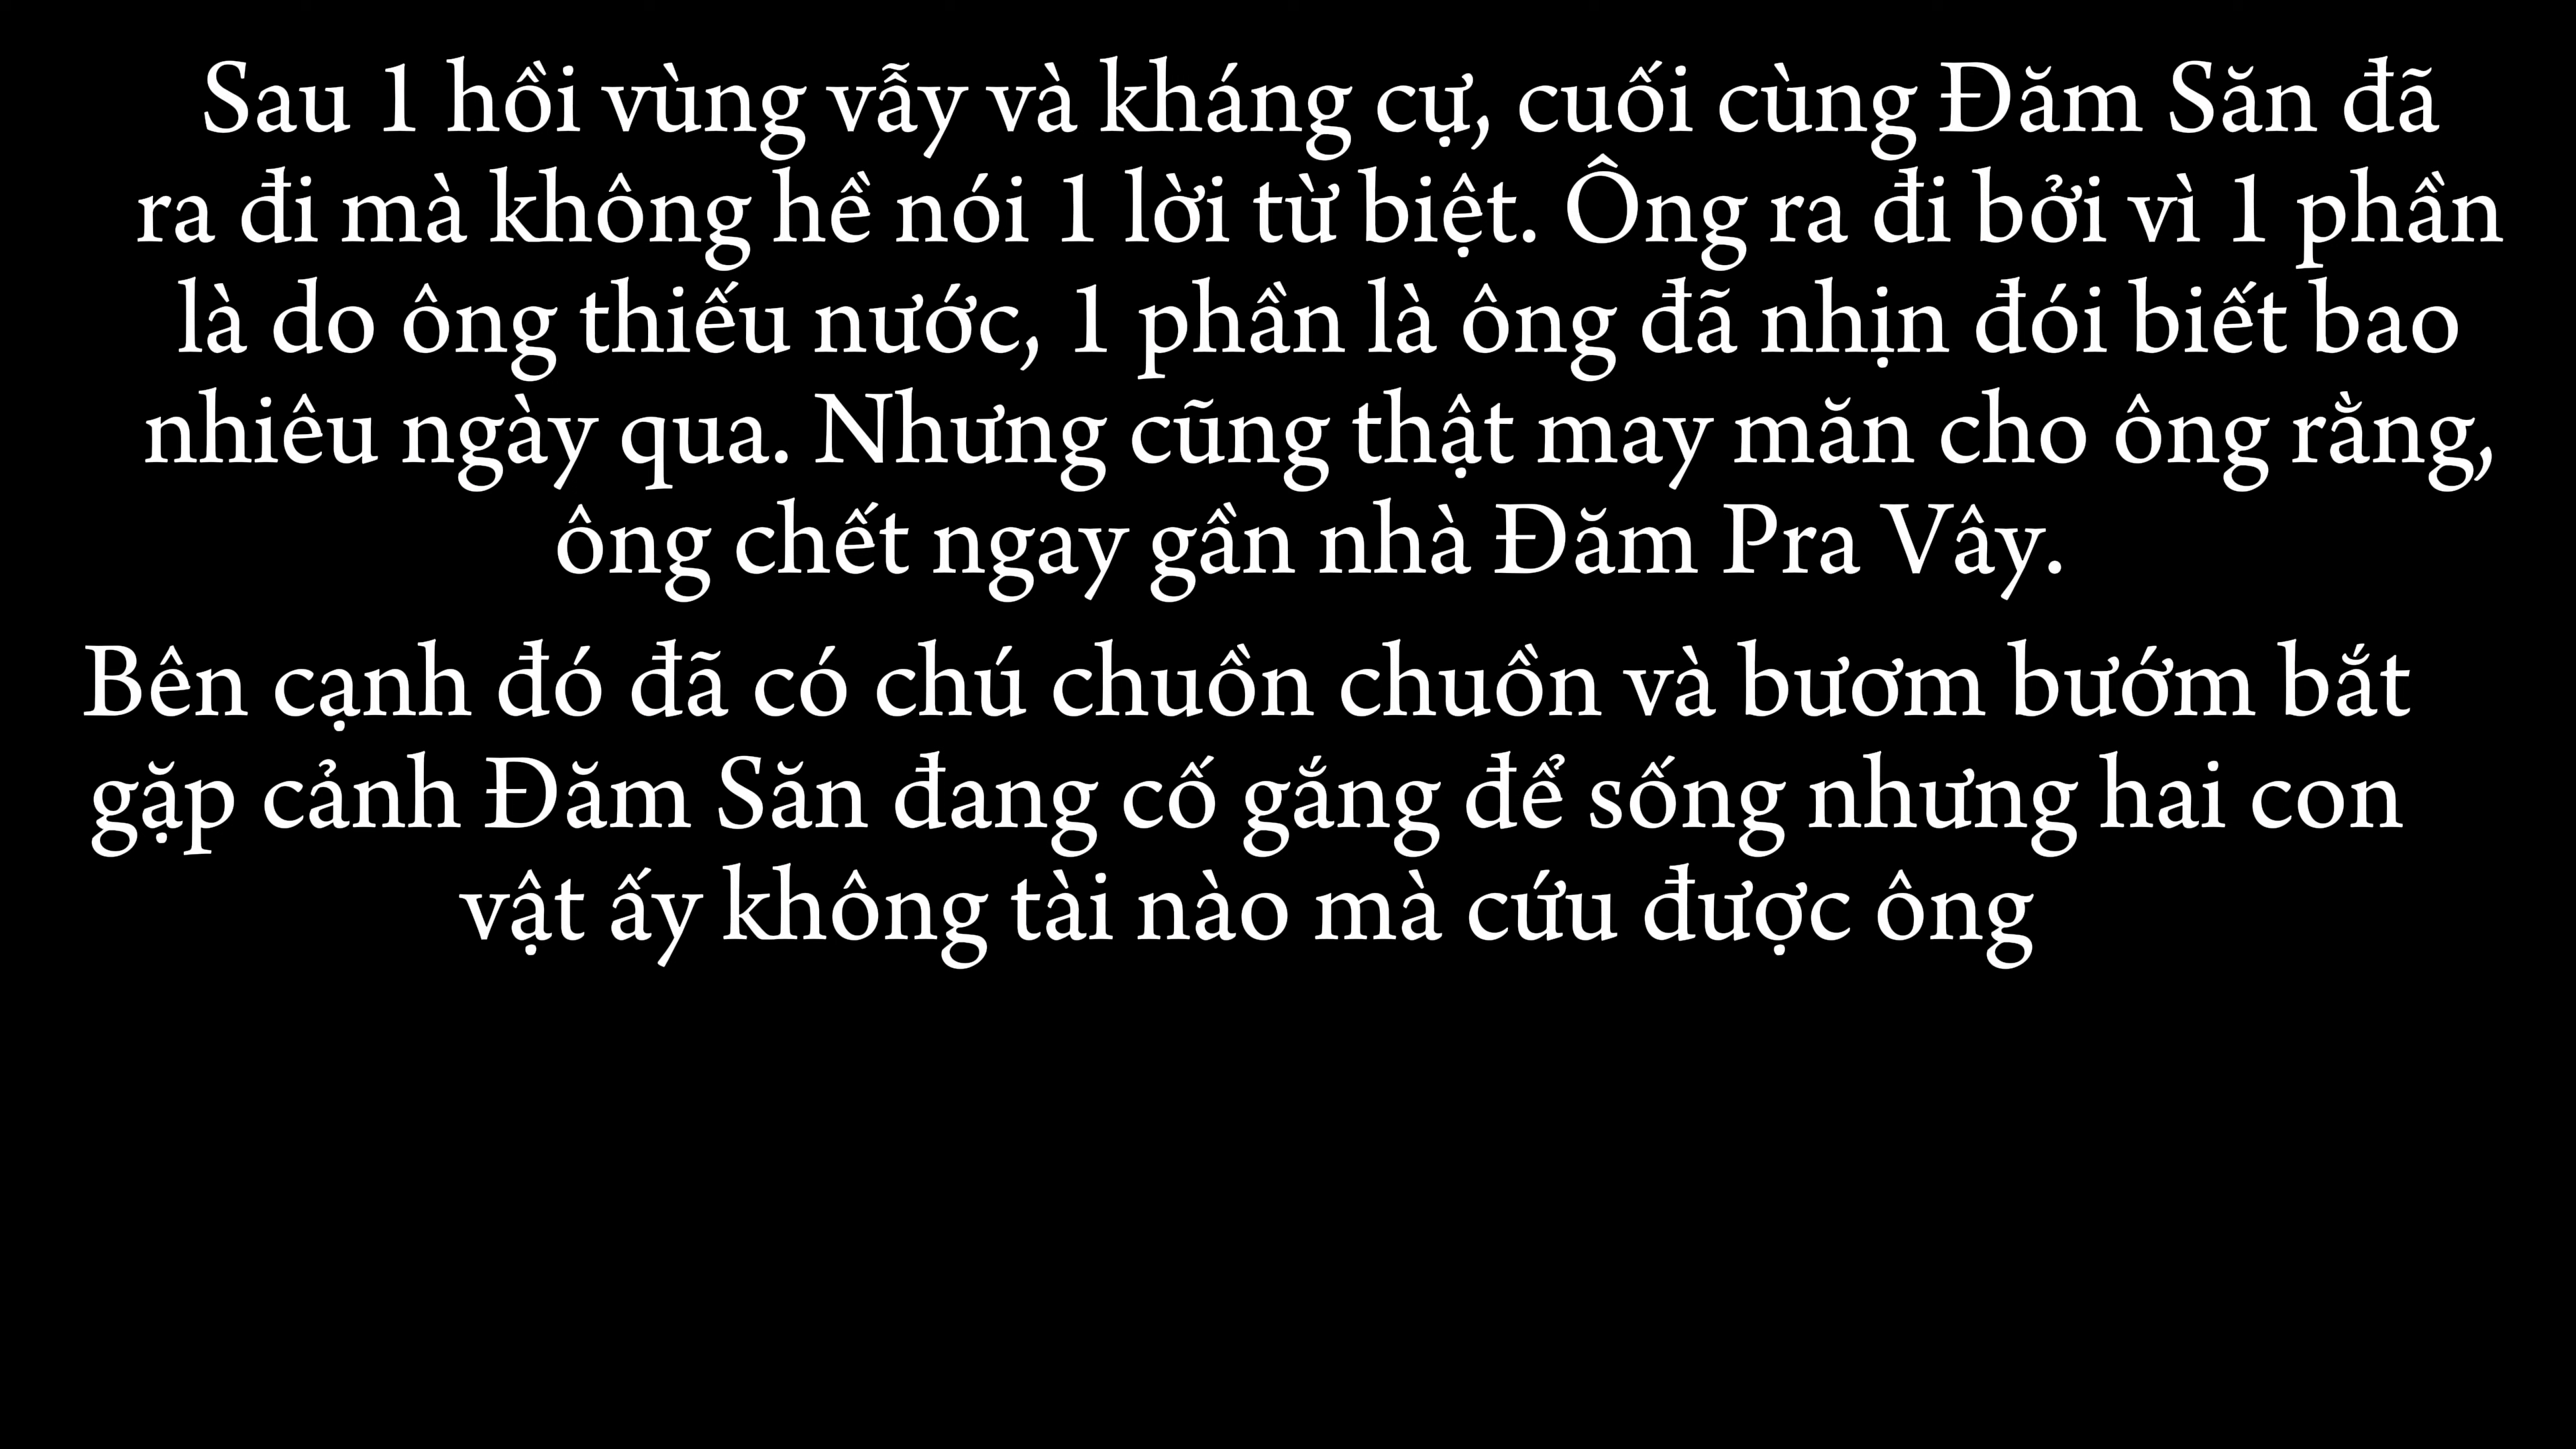 Sau 1 hồi vùng vẫy và kháng cự, cuối cùng Đăm Săn đã
ra đi mà không hề nói 1 lời từ biệt. Ông ra đi bởi vì 1 phần
là do ông thiếu nước, 1 phần là ông đã nhịn đói biết bao
nhiêu ngày qua. Nhưng cũng thật may măn cho ông rằng,
ông chết ngay gần nhà Đăm Pra Vây.
Bên cạnh đó đã có chú chuồn chuồn và bươm bướm bắt
gặp cảnh Đăm Săn đang cố gắng để sống nhưng hai con
vật ấy không tài nào mà cứu được ông